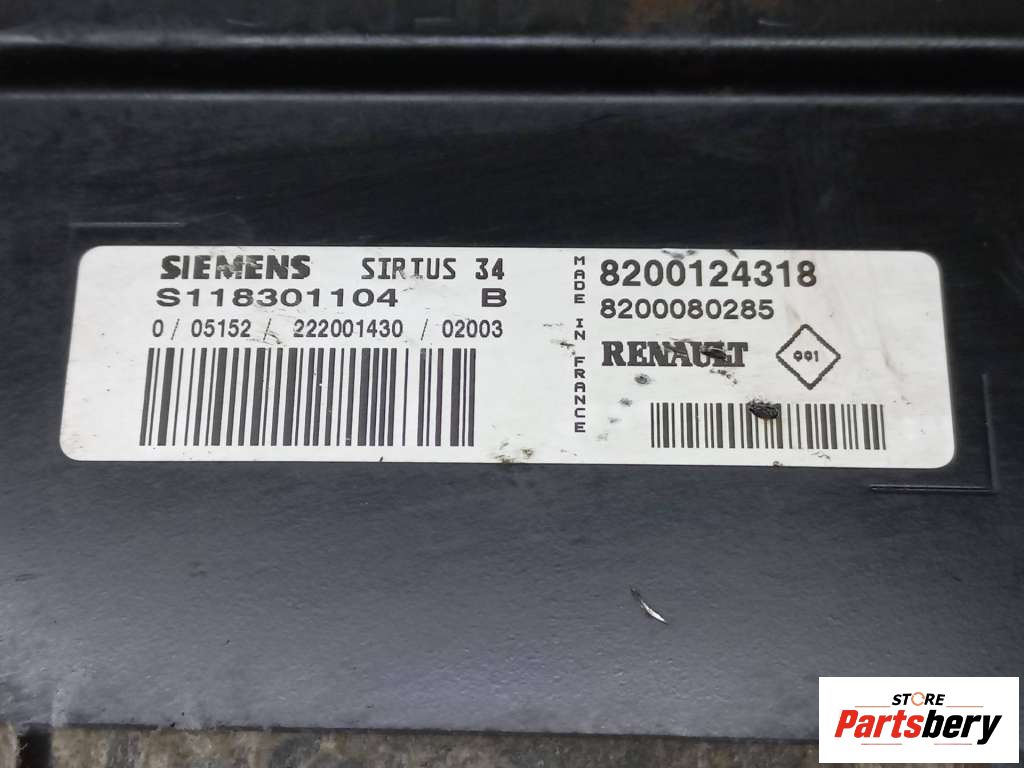 SIEMENS SIRIUS 34
S118301104 B
0 / 05152 / 222001430 / 02003
MADE IN FRANCE
8200124318
8200080285
RENAULT
001
STORE
Partsbery